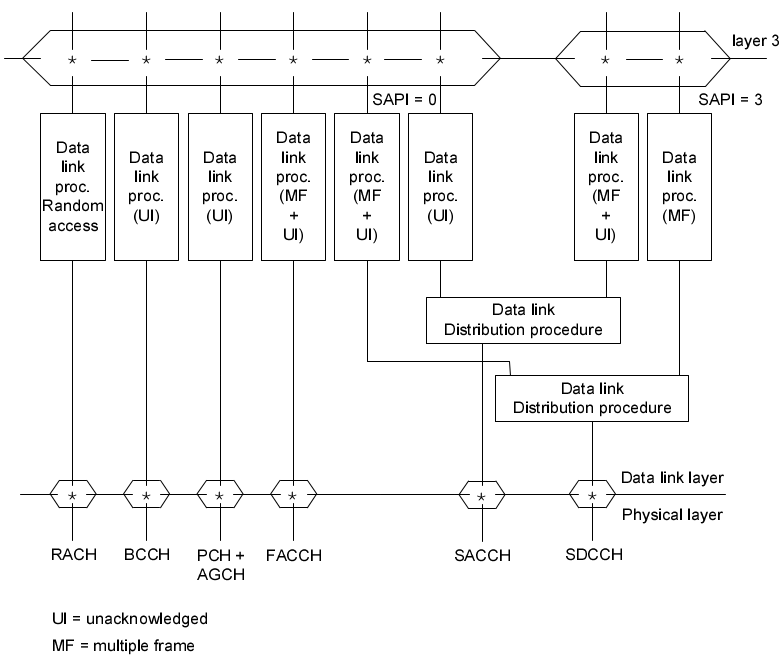 layer 3
* * * * * * * *
SAPI = 0
SAPI = 3
Data
link
proc.
Random
access
Data
link
proc.
(UI)
Data
link
proc.
(UI)
Data
link
proc.
(MF
+
UI)
Data
link
proc.
(MF
+
UI)
Data
link
proc.
(UI)
Data
link
proc.
(MF
+
UI)
Data
link
proc.
(MF)
Data link
Distribution procedure
Data link
Distribution procedure
Data link layer
* * * * * *
Physical layer
RACH
BCCH
PCH +
AGCH
FACCH
SACCH
SDCCH
UI = unacknowledged
MF = multiple frame